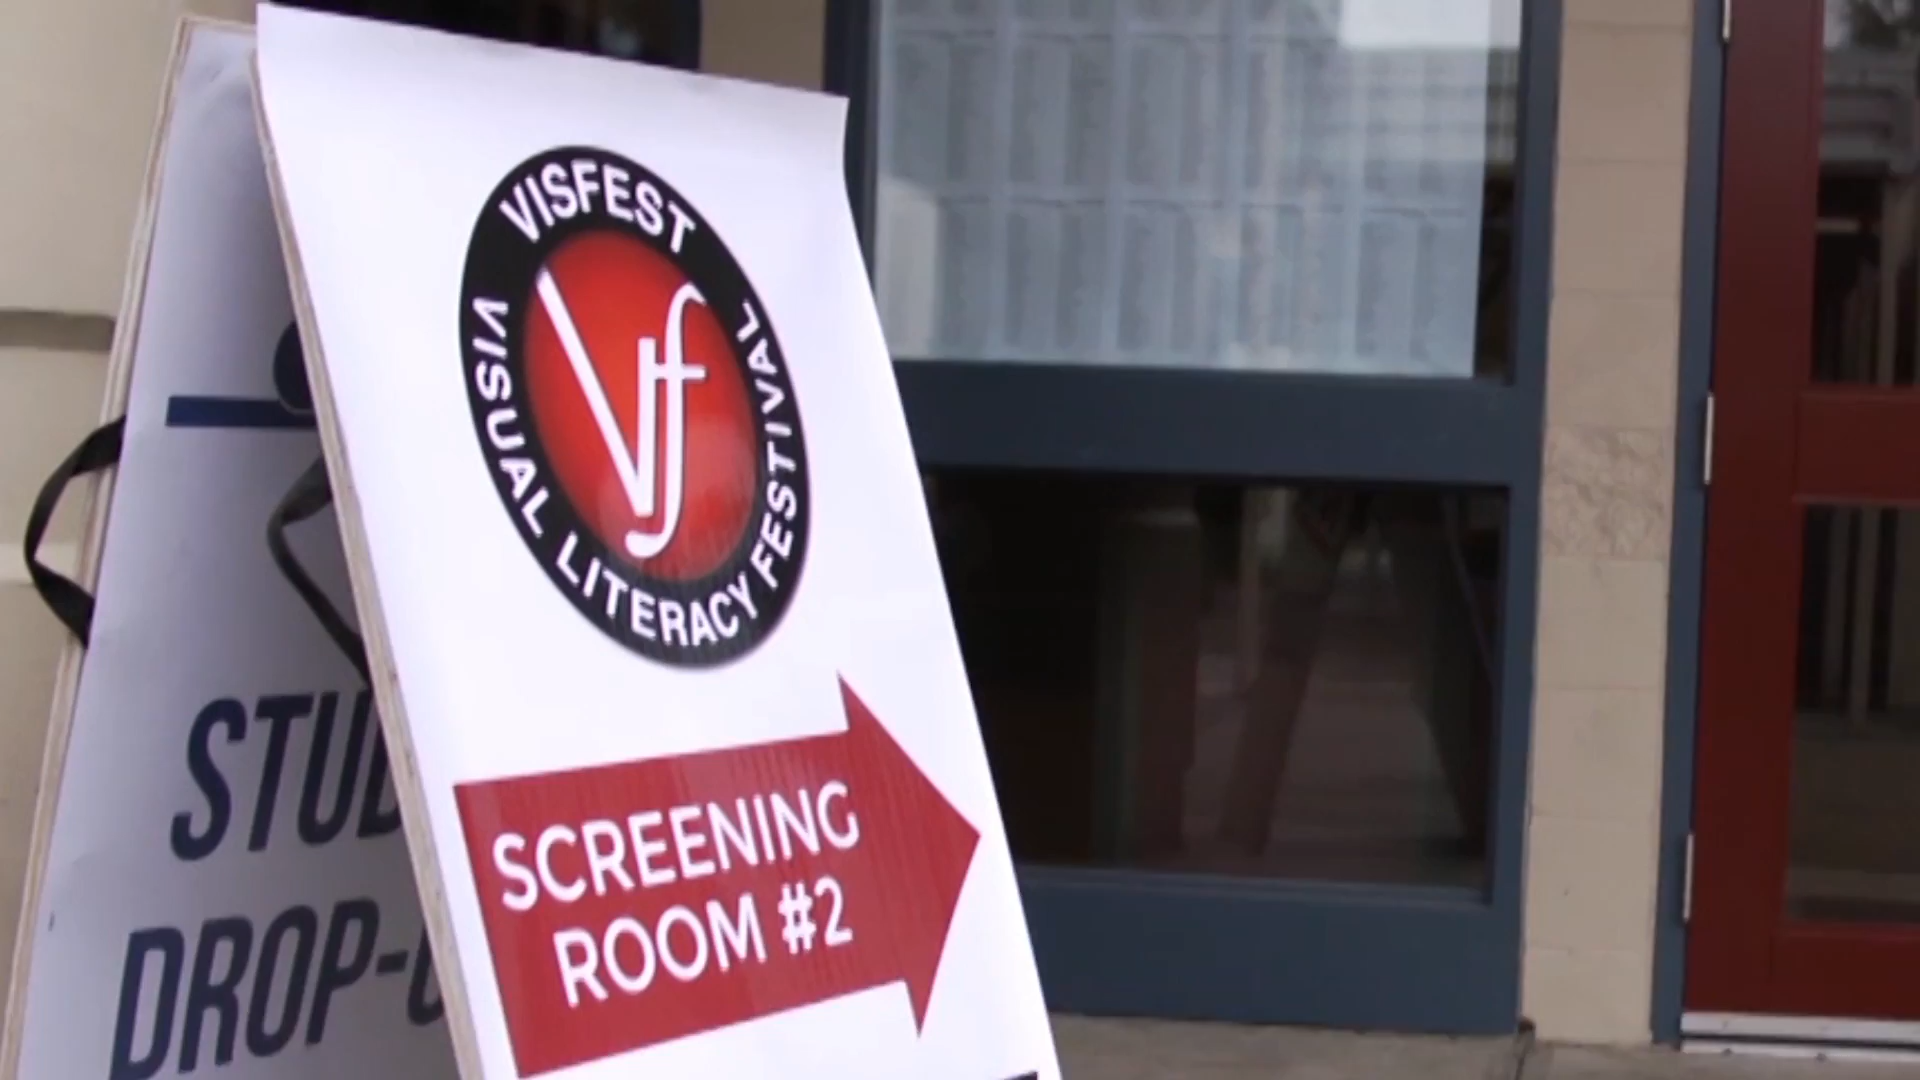 VISFEST
VISUAL LITERACY FESTIVAL
Vf
SCREENING
ROOM #2
STUD
DROP-